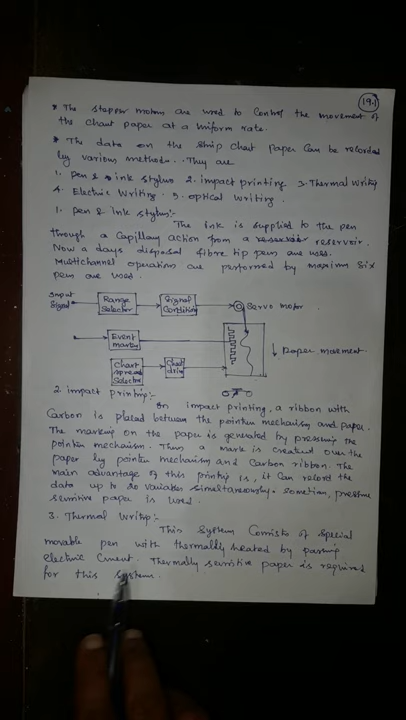 19.1
* The stepper motors are used to control the movement of
the chart paper at a uniform rate.
* The data on the strip chart Paper can be recorded
by various methods. They are
1. pen & ink stylus 2. impact printing 3. Thermal writing
4. Electric Writing. 5. optical writing.
1. pen & ink stylus:-
The ink is supplied to the pen
through a Capillary action from a reservoir.
Now a days disposal fibre tip pens are used.
Multichannel operations are performed by maximum six
pens are used.
Input
Signal
Range
Selector
Signal
Condition
Servo motor
Event
marker
Chart
speed
Selector
Chart
drive
↓ Paper movement
2 impact printing:-
In impact printing, a ribbon with
Carbon is placed between the pointer mechanism and paper.
The marking on the paper is generated by pressing the
pointer mechanism. Thus a mark is created over the
paper by pointer mechanism and Carbon ribbon. The
main advantage of this printing is, it can record the
data up to 20 variables simultaneously. Sometimes, pressure
sensitive paper is used.
3. Thermal Writing:-
This System Consists of special
movable pen with thermally heated by passing
electric Current. Thermally sensitive paper is required
for this System.